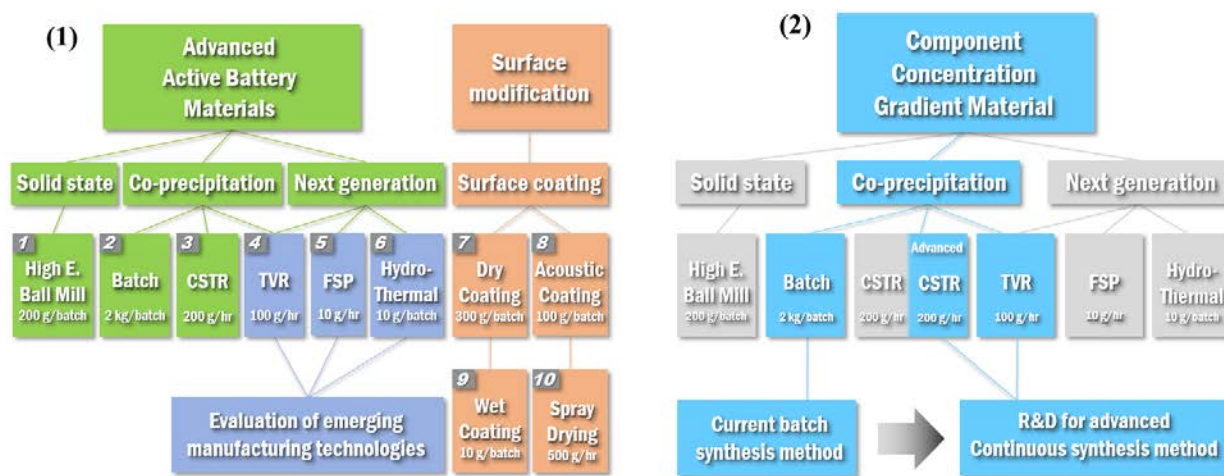 (1)
Advanced
Active Battery
Materials
Surface
modification
Solid state
Co-precipitation
Next generation
Surface coating
1
High E.
Ball Mill
200 g/batch
2
Batch
2 kg/batch
3
CSTR
200 g/hr
4
TVR
100 g/hr
5
FSP
10 g/hr
6
Hydro-
Thermal
10 g/batch
7
Dry
Coating
300 g/batch
8
Acoustic
Coating
100 g/batch
Evaluation of emerging
manufacturing technologies
9
Wet
Coating
10 g/batch
10
Spray
Drying
500 g/hr
(2)
Component
Concentration
Gradient Material
Solid state
Co-precipitation
Next generation
High E.
Ball Mill
200 g/batch
Batch
2 kg/batch
CSTR
200 g/hr
Advanced
CSTR
200 g/hr
TVR
100 g/hr
FSP
10 g/hr
Hydro-
Thermal
10 g/batch
Current batch
synthesis method
R&D for advanced
Continuous synthesis method